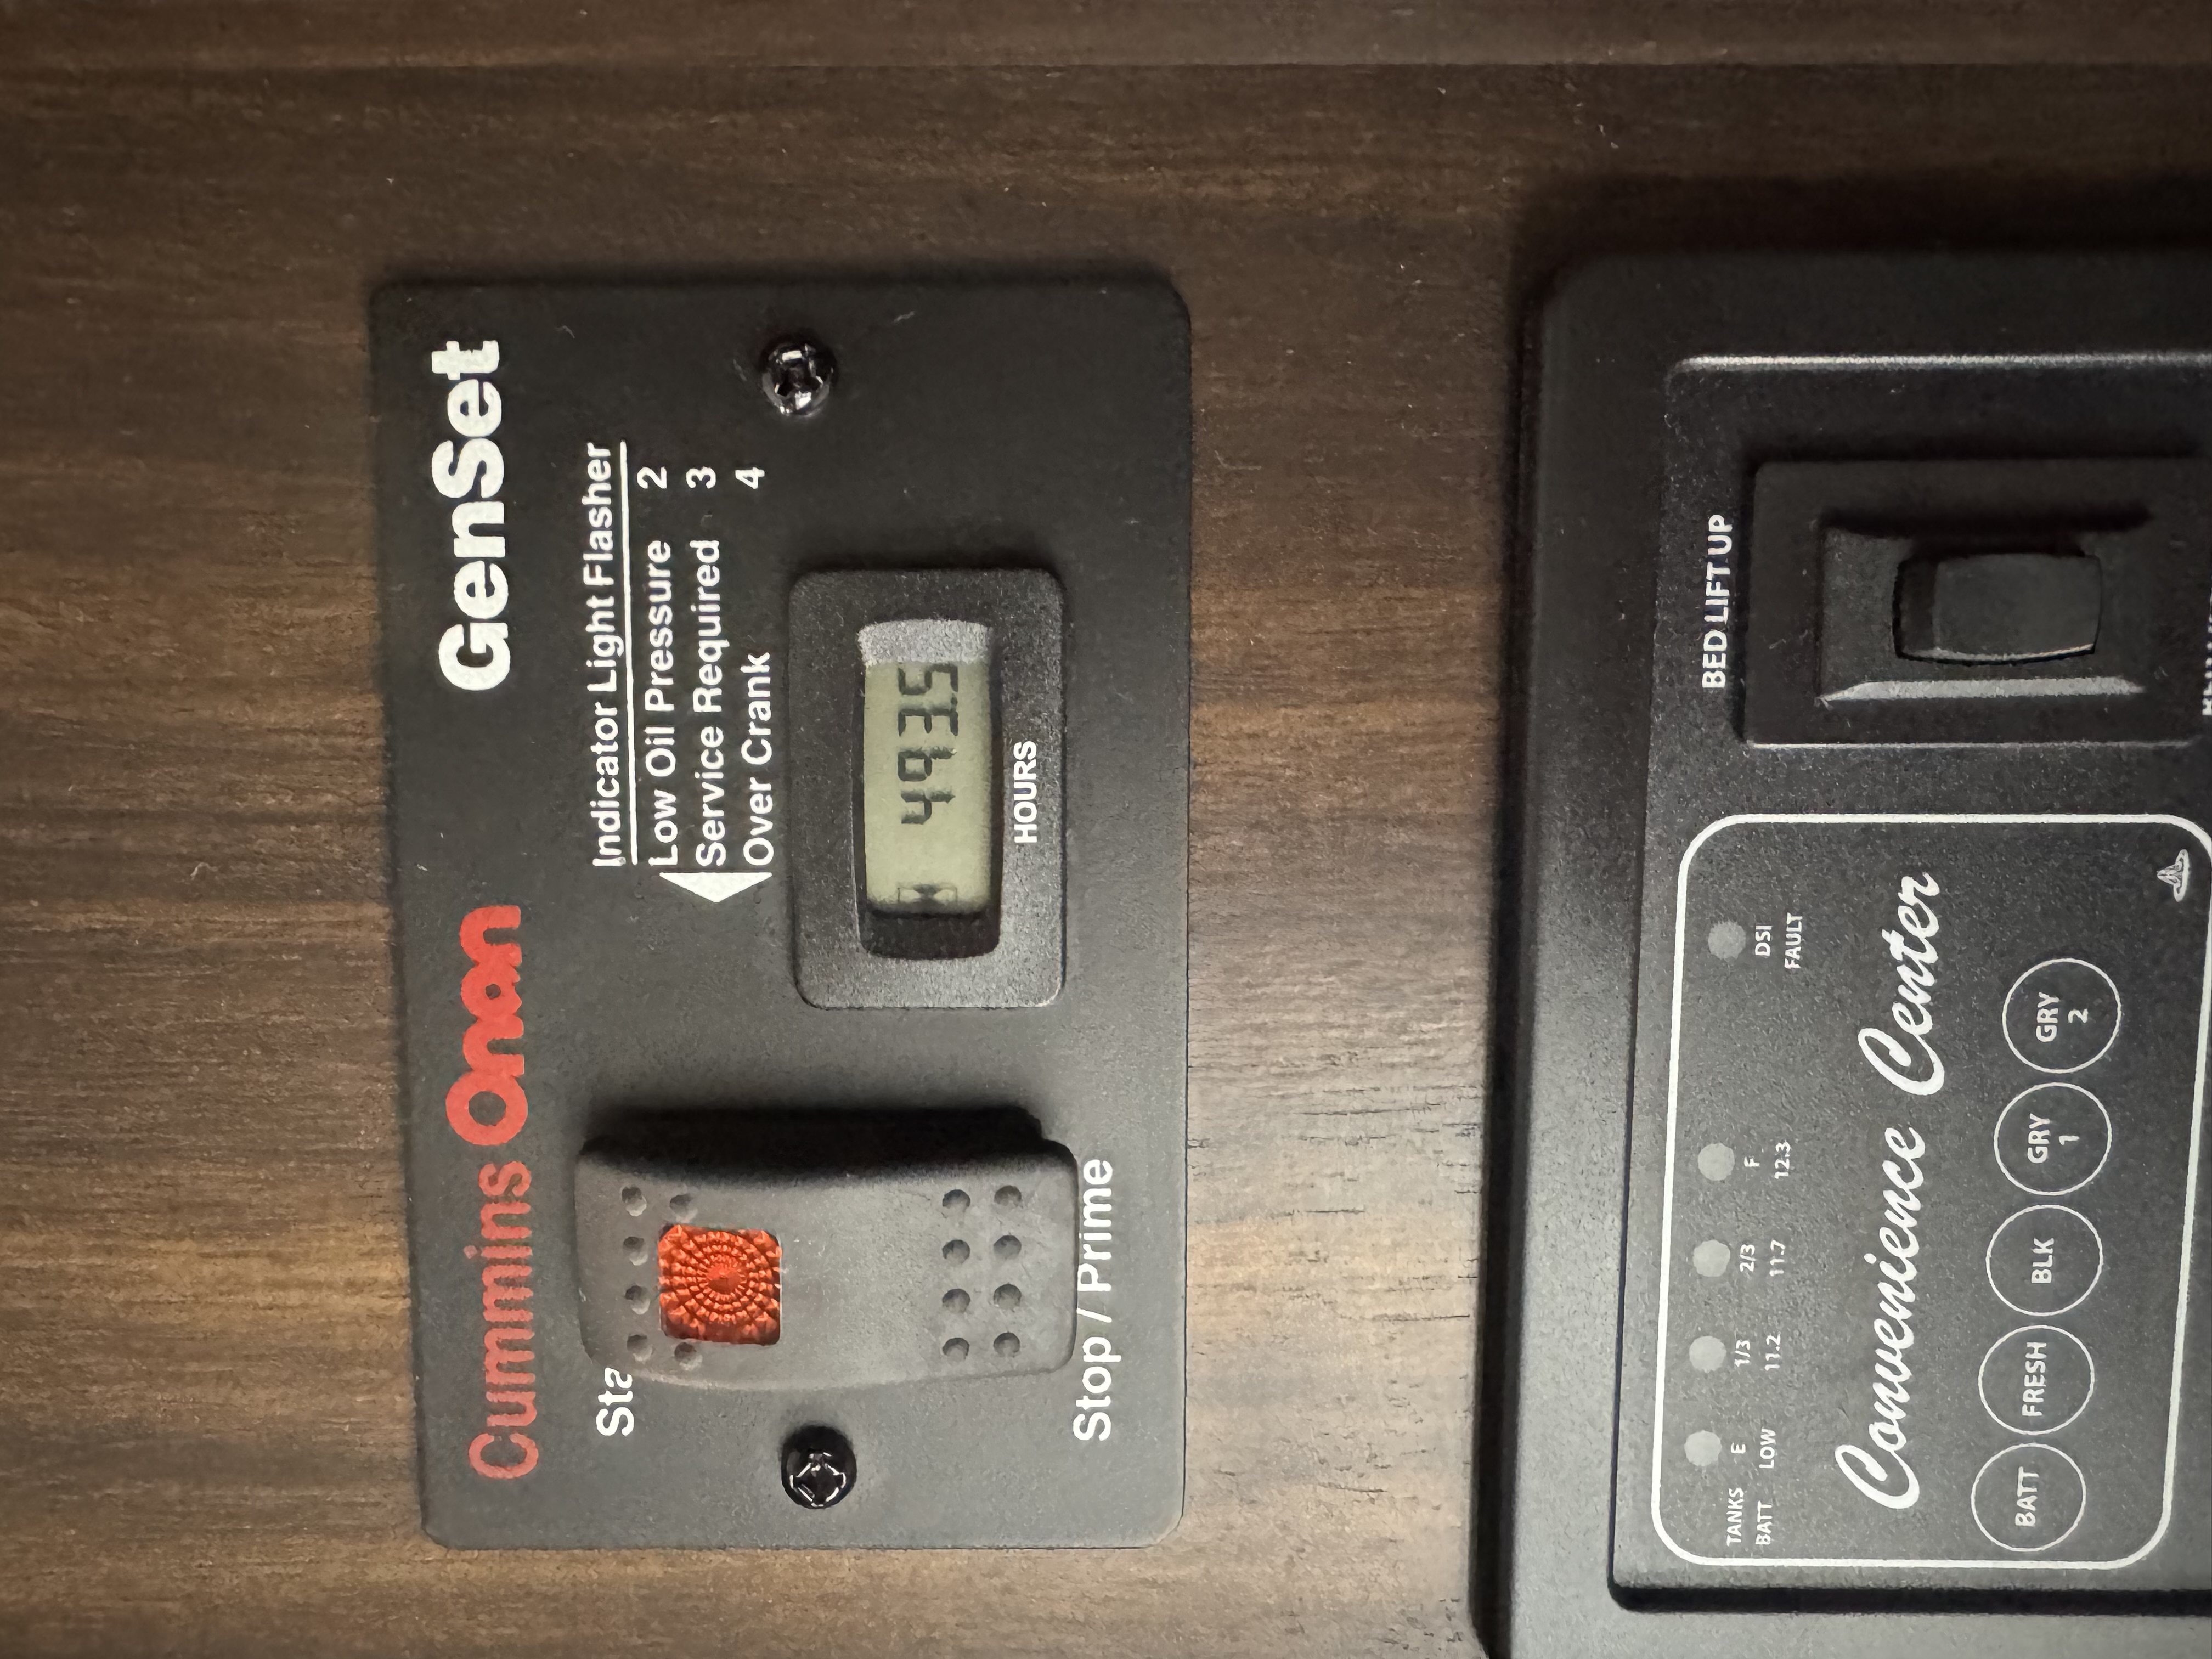 Cummins Onan GenSet
Sta
Indicator Light Flasher
Low Oil Pressure 2
Service Required 3
Over Crank 4
HOURS
Stop / Prime
BED LIFT UP
TANKS E 1/3 2/3 F DSI
BATT LOW 11.2 11.7 12.3 FAULT
Convenience Center
BATT FRESH BLK GRY 1 GRY 2